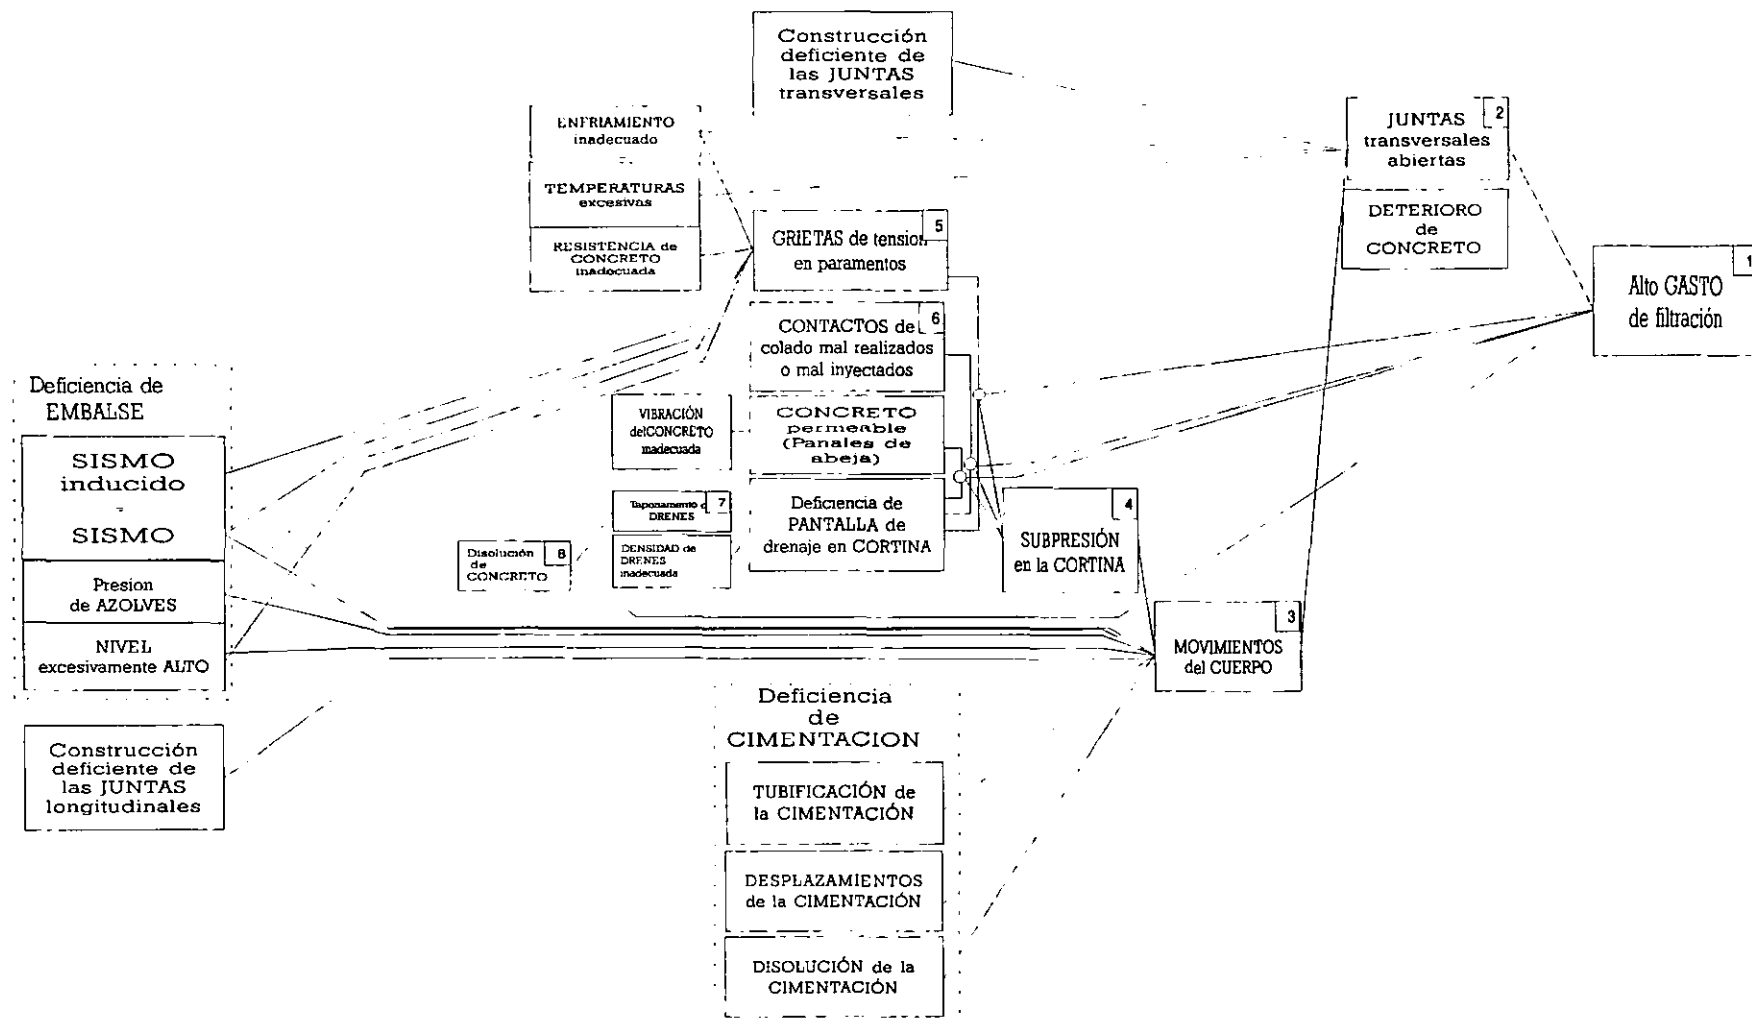 Construcción
deficiente de
las JUNTAS
transversales
ENFRIAMIENTO
inadecuado
TEMPERATURAS
excesivas
RESISTENCIA de
CONCRETO
inadocuada
2
JUNTAS
transversales
abiertas
DETERIORO
de
CONCRETO
1
Alto GASTO
de filtración
5
GRIETAS de tension
en paramentos
6
CONTACTOS de
colado mal realizados
o mal inyectados
Deficiencia de
EMBALSE
SISMO
inducido
SISMO
Presion
de AZOLVES
NIVEL
excesivamente ALTO
VIBRACIÓN
delCONCRETO
inadecuada
CONCRETO
permeable
(Panales de
abeja)
7
Taponamiento
DRENES
DENSIDAD de
DRENES
inadecuada
8
Disolución
de
CONCRETO
Deficiencia de
PANTALLA de
drenaje en CORTINA
4
SUBPRESIÓN
en la CORTINA
3
MOVIMIENTOS
del CUERPO
Construcción
deficiente de
las JUNTAS
longitudinales
Deficiencia
de
CIMENTACION
TUBIFICACIÓN de
la CIMENTACIÓN
DESPLAZAMIENTOS
de la CIMENTACIÓN
DISOLUCIÓN de la
CIMENTACIÓN